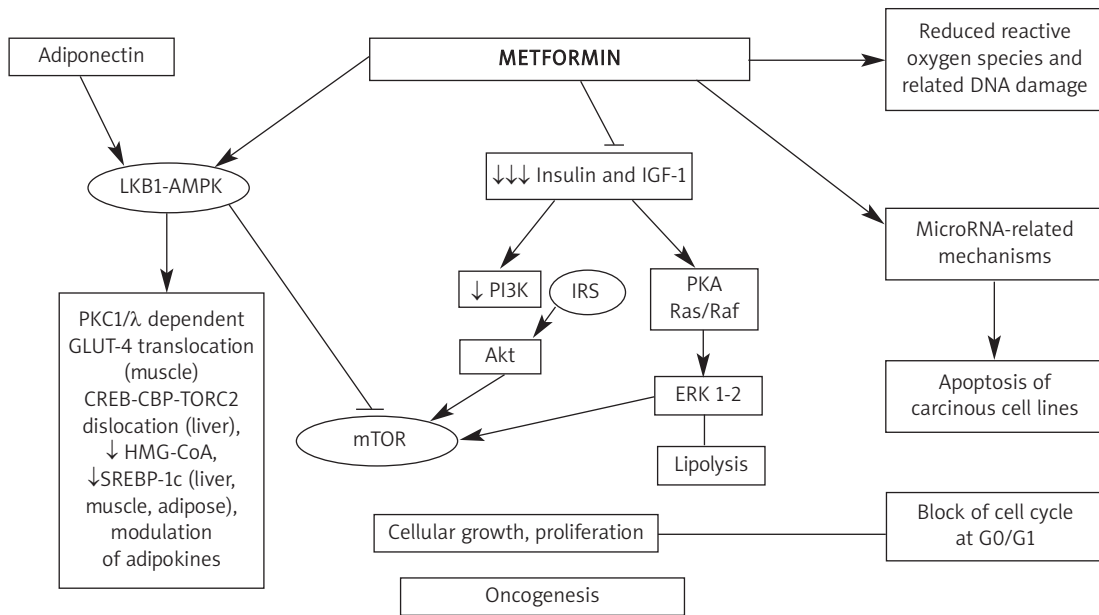 Adiponectin
METFORMIN
Reduced reactive
oxygen species and
related DNA damage
LKB1-AMPK
↓↓↓ Insulin and IGF-1
MicroRNA-related
mechanisms
↓ PI3K
IRS
PKA
Ras/Raf
PKC1/λ dependent
GLUT-4 translocation
(muscle)
CREB-CBP-TORC2
dislocation (liver),
↓ HMG-CoA,
↓SREBP-1c (liver,
muscle, adipose),
modulation
of adipokines
Akt
ERK 1-2
Apoptosis of
carcinous cell lines
mTOR
Lipolysis
Cellular growth, proliferation
Block of cell cycle
at G0/G1
Oncogenesis